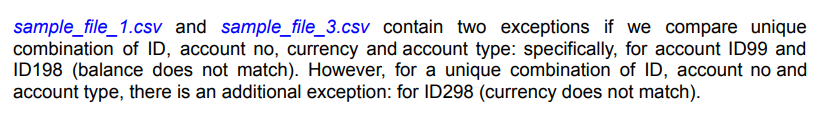 sample_file_1.csv and sample_file_3.csv contain two exceptions if we compare unique
combination of ID, account no, currency and account type: specifically, for account ID99 and
ID198 (balance does not match). However, for a unique combination of ID, account no and
account type, there is an additional exception: for ID298 (currency does not match).